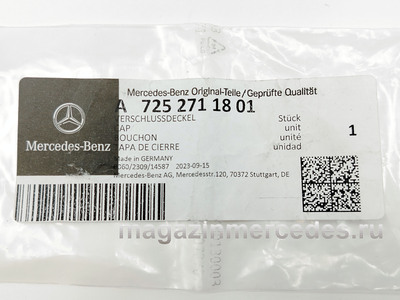 Mercedes-Benz Original-Teile/Geprüfte Qualität
A 725 271 18 01
VERSCHLUSSDECKEL Stück
CAP unit
BOUCHON unité
TAPA DE CIERRE unidad
1
Mercedes-Benz
Made in GERMANY
2023-09-15
Mercedes-Benz AG, Mercedesstr.120, 70372 Stuttgart, DE
magazinmercedes.ru